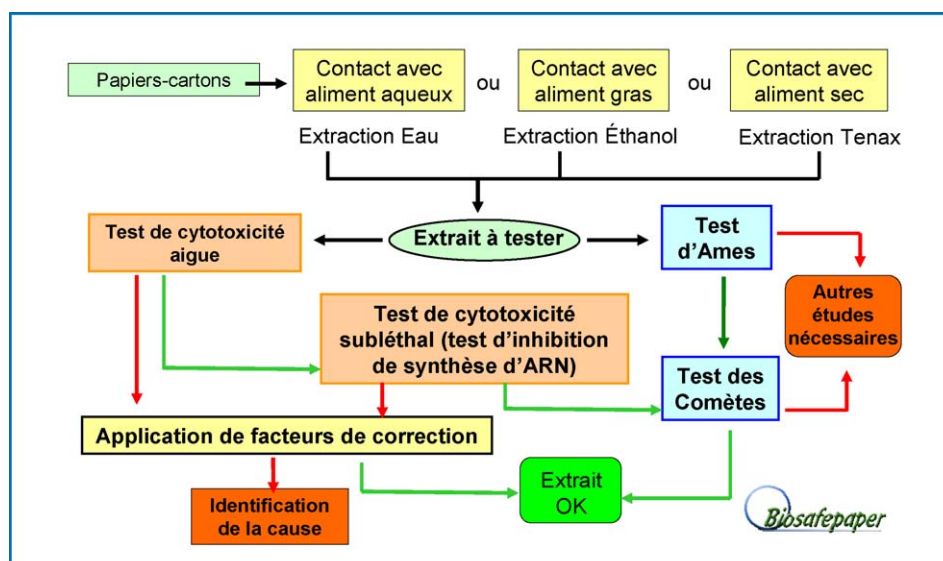 Papiers-cartons
Contact avec
aliment aqueux
ou
Contact avec
aliment gras
ou
Contact avec
aliment sec
Extraction Eau
Extraction Éthanol
Extraction Tenax
Test de cytotoxicité
aigue
Extrait à tester
Test
d'Ames
Autres
études
nécessaires
Test de cytotoxicité
subléthal (test d'inhibition
de synthèse d'ARN)
Test des
Comètes
Application de facteurs de correction
Identification
de la cause
Extrait
OK
Biosafepaper